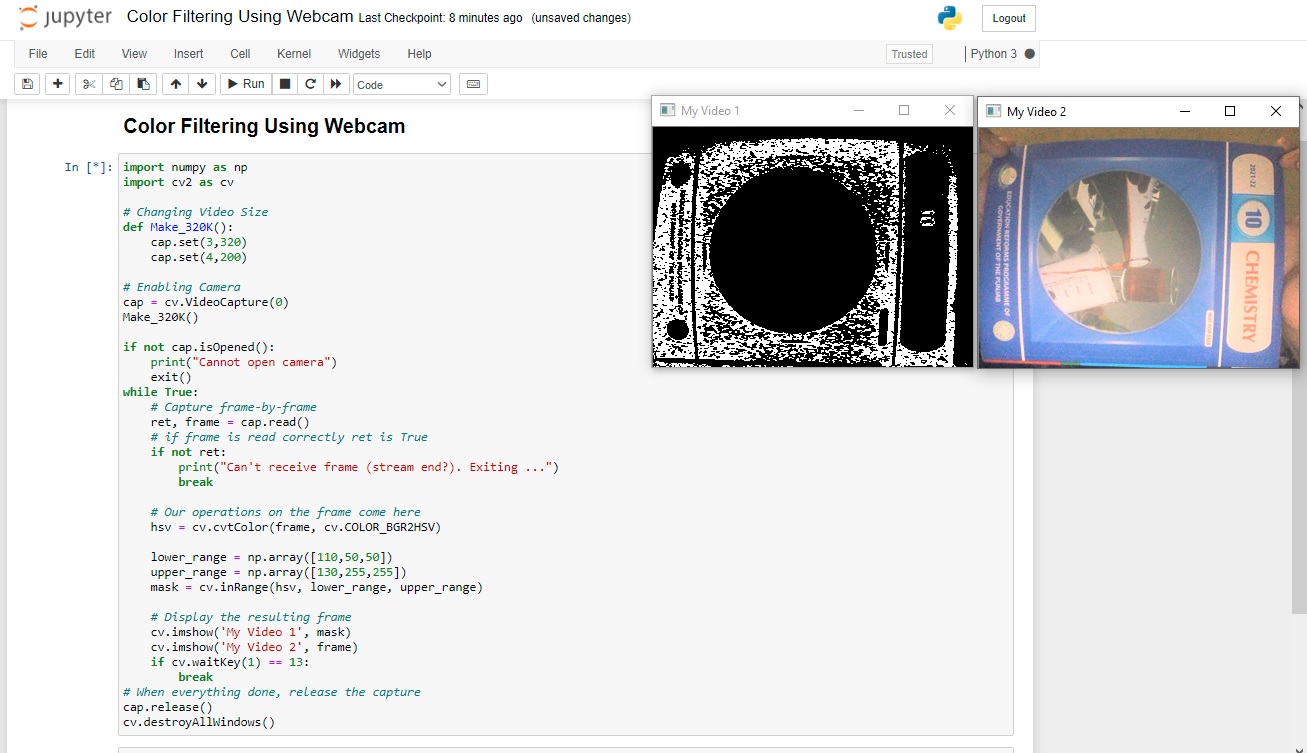 jupyter Color Filtering Using Webcam Last Checkpoint: 8 minutes ago (unsaved changes) Logout
File Edit View Insert Cell Kernel Widgets Help Trusted Python 3
Run Code
My Video 1
My Video 2
Color Filtering Using Webcam
In [*]:
import numpy as np
import cv2 as cv
# Changing Video Size
def Make_320K():
    cap.set(3,320)
    cap.set(4,200)
# Enabling Camera
cap = cv.VideoCapture(0)
Make_320K()
if not cap.isOpened():
    print("Cannot open camera")
    exit()
while True:
    # Capture frame-by-frame
    ret, frame = cap.read()
    # if frame is read correctly ret is True
    if not ret:
        print("Can't receive frame (stream end?). Exiting ...")
        break
    # Our operations on the frame come here
    hsv = cv.cvtColor(frame, cv.COLOR_BGR2HSV)
    lower_range = np.array([110,50,50])
    upper_range = np.array([130,255,255])
    mask = cv.inRange(hsv, lower_range, upper_range)
    # Display the resulting frame
    cv.imshow('My Video 1', mask)
    cv.imshow('My Video 2', frame)
    if cv.waitKey(1) == 13:
        break
# When everything done, release the capture
cap.release()
cv.destroyAllWindows()
2021-22
10
CHEMISTRY
EDUCATION REFORMS PROGRAMME OF
GOVERNMENT OF THE PUNJAB